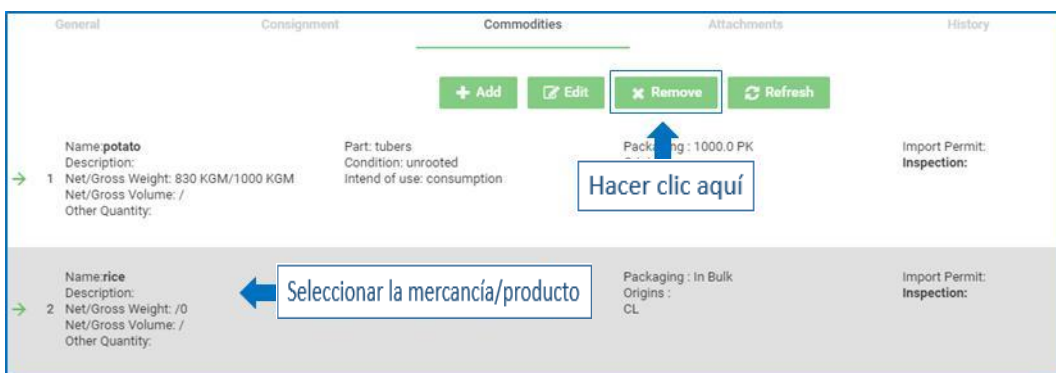 General Consignment Commodities Attachments History
Add Edit Remove Refresh
Name:potato
Description:
1 Net/Gross Weight: 830 KGM/1000 KGM
Net/Gross Volume: /
Other Quantity:
Part: tubers
Condition: unrooted
Intend of use: consumption
Packaging : 1000.0 PK
Import Permit:
Inspection:
Hacer clic aquí
Name:rice
Description:
2 Net/Gross Weight: /0
Net/Gross Volume: /
Other Quantity:
Seleccionar la mercancía/producto
Packaging : In Bulk
Origins :
CL
Import Permit:
Inspection: